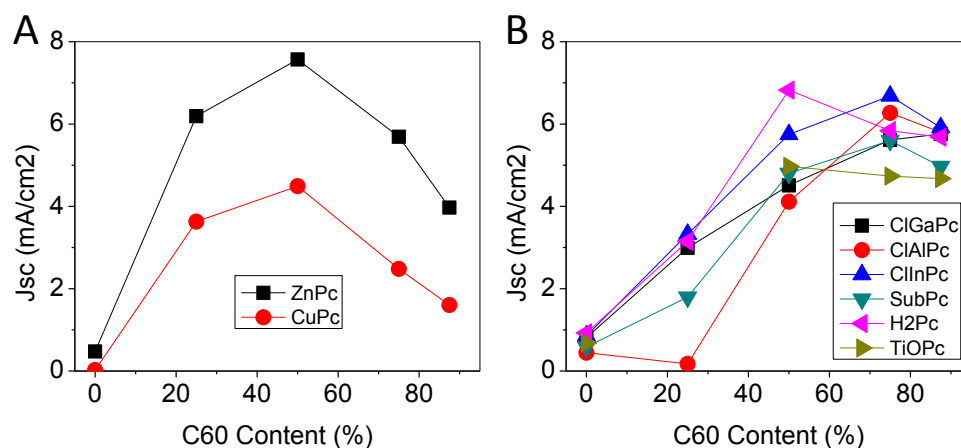 A
8
6
4
2
0
Jsc (mA/cm2)
ZnPc
CuPc
0 20 40 60 80
C60 Content (%)
B
8
6
4
2
0
Jsc (mA/cm2)
ClGaPc
ClAlPc
ClInPc
SubPc
H2Pc
TiOPc
0 20 40 60 80
C60 Content (%)